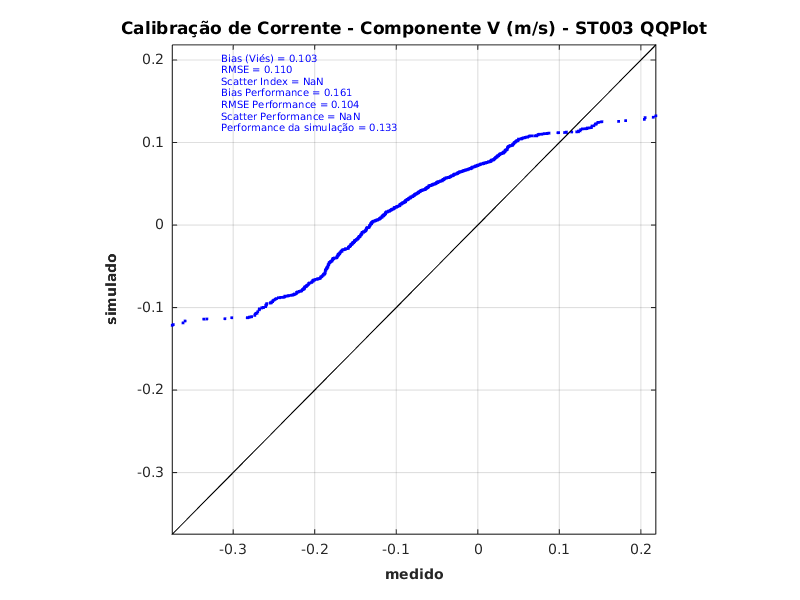 Calibração de Corrente - Componente V (m/s) - ST003 QQPlot
Bias (Viés) = 0.103
RMSE = 0.110
Scatter Index = NaN
Bias Performance = 0.161
RMSE Performance = 0.104
Scatter Performance = NaN
Performance da simulação = 0.133
0.2
0.1
0
-0.1
-0.2
-0.3
simulado
-0.3 -0.2 -0.1 0 0.1 0.2
medido